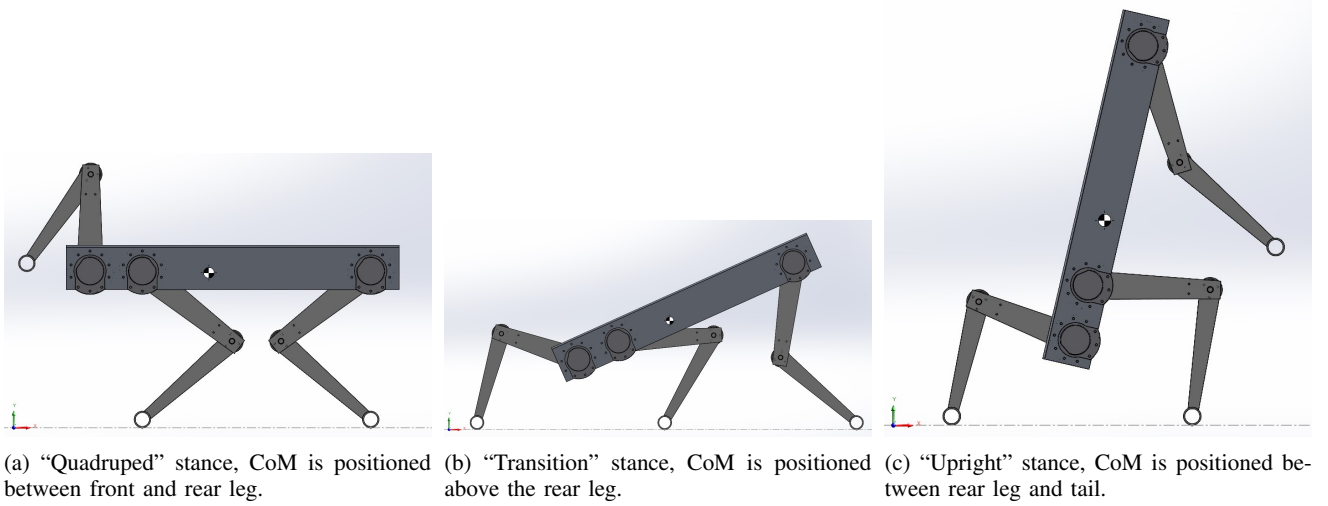 (a) “Quadruped” stance, CoM is positioned
between front and rear leg.
(b) “Transition” stance, CoM is positioned
above the rear leg.
(c) “Upright” stance, CoM is positioned be-
tween rear leg and tail.